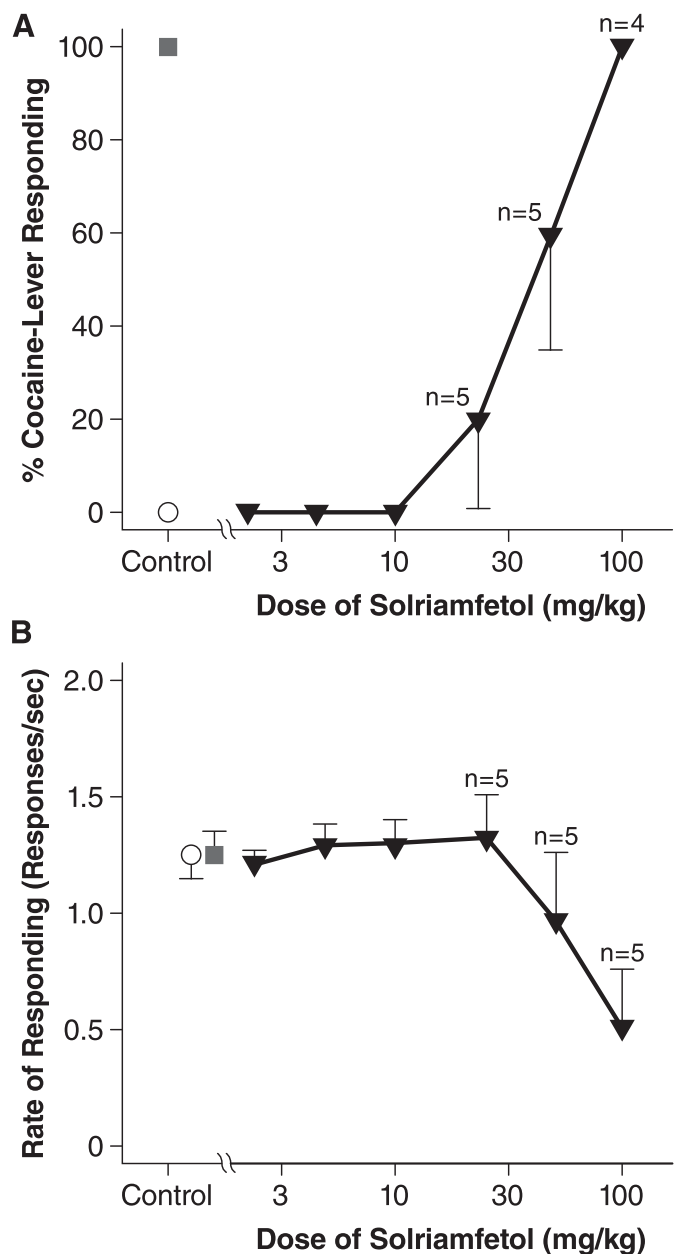 A
n=4
100
80
n=5
60
40
n=5
20
0
% Cocaine-Lever Responding
Control 3 10 30 100
Dose of Solriamfetol (mg/kg)
B
2.0
n=5
1.5
n=5
1.0
n=5
0.5
0
Rate of Responding (Responses/sec)
Control 3 10 30 100
Dose of Solriamfetol (mg/kg)